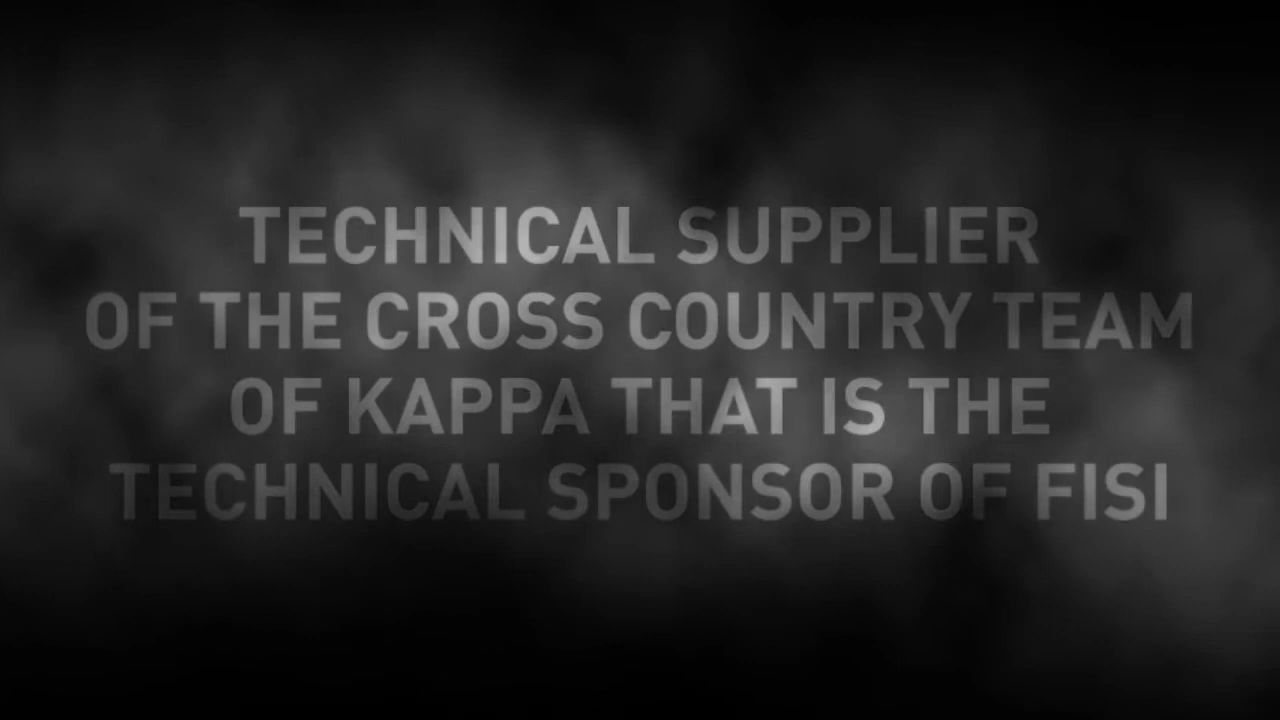 TECHNICAL SUPPLIER
OF THE CROSS COUNTRY TEAM
OF KAPPA THAT IS THE
TECHNICAL SPONSOR OF FISI